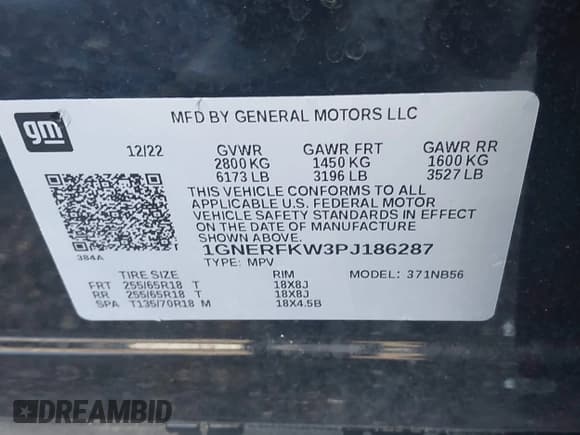 gm
MFD BY GENERAL MOTORS LLC
12/22 GVWR GAWR FRT GAWR RR
2800 KG 1450 KG 1600 KG
6173 LB 3196 LB 3527 LB
THIS VEHICLE CONFORMS TO ALL
APPLICABLE U.S. FEDERAL MOTOR
VEHICLE SAFETY STANDARDS IN EFFECT
ON THE DATE OF MANUFACTURE
SHOWN ABOVE.
384A 1GNERFKW3PJ186287
TYPE: MPV MODEL: 371NB56
TIRE SIZE RIM
FRT 255/65R18 T 18X8J
RR 255/65R18 T 18X8J
SPA T135/70R18 M 18X4.5B
DREAMBID